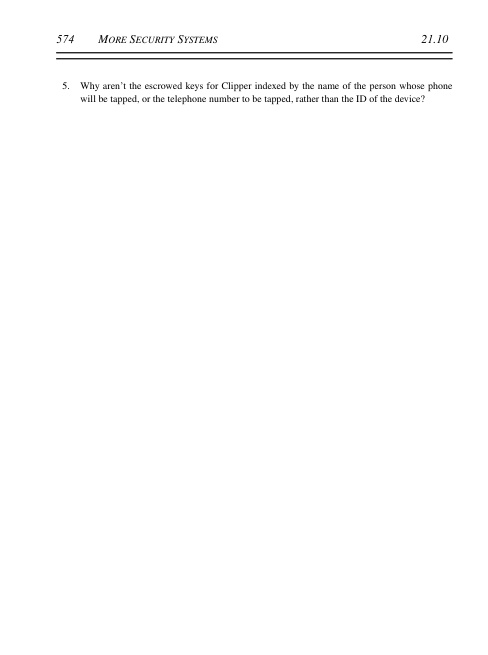 574 MORE SECURITY SYSTEMS 21.10
5. Why aren't the escrowed keys for Clipper indexed by the name of the person whose phone
will be tapped, or the telephone number to be tapped, rather than the ID of the device?